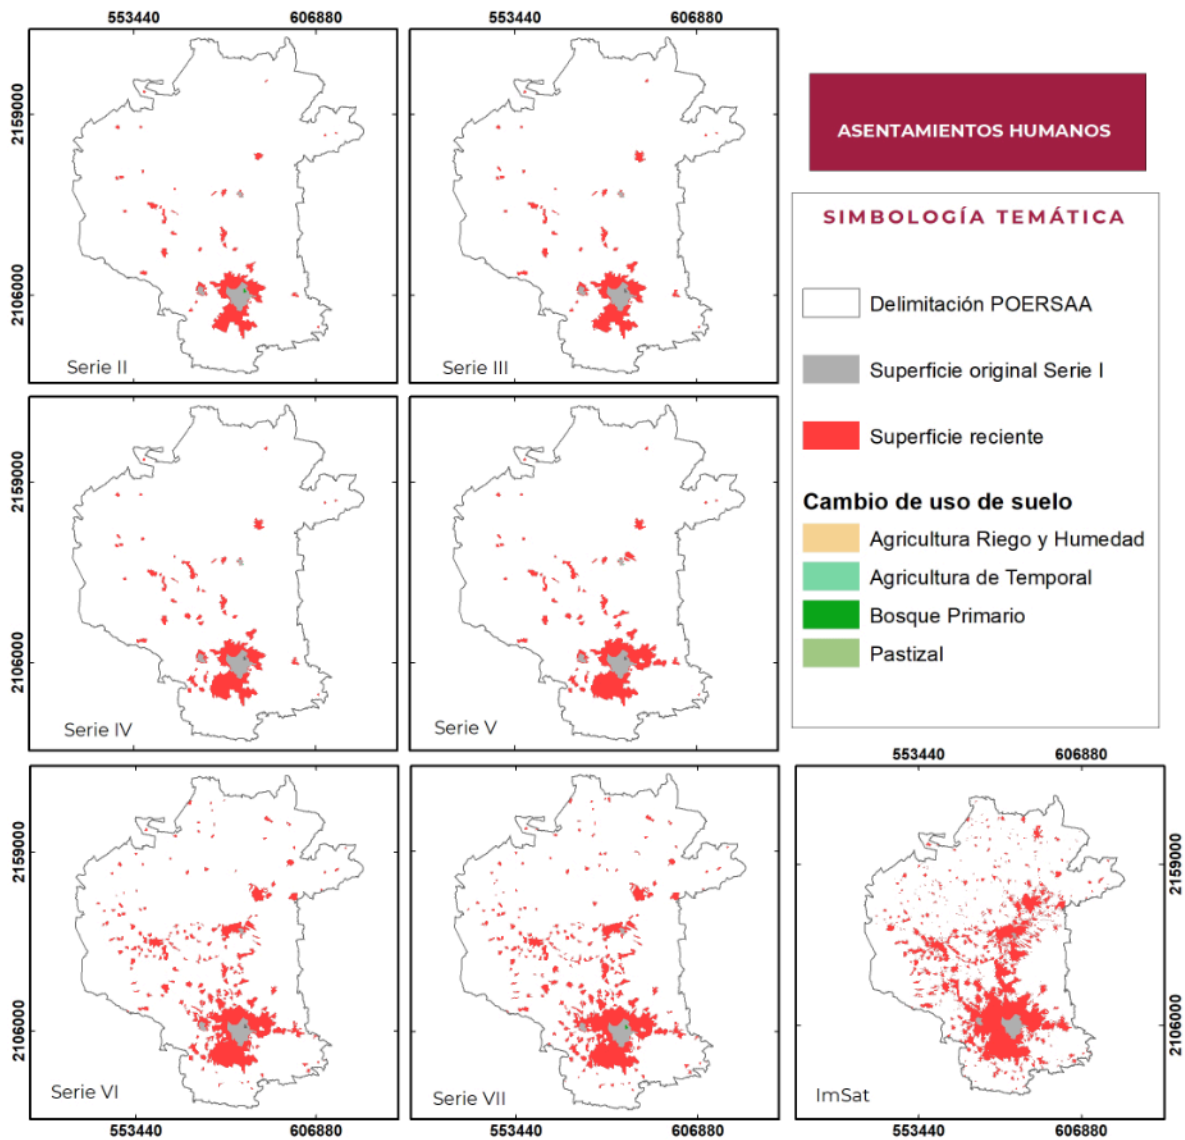 553440 606880 553440 606880
2159000
2106000
Serie II
Serie III
ASENTAMIENTOS HUMANOS
SIMBOLOGÍA TEMÁTICA
Delimitación POERSAA
Superficie original Serie I
Superficie reciente
Cambio de uso de suelo
Agricultura Riego y Humedad
Agricultura de Temporal
Bosque Primario
Pastizal
2159000
2106000
Serie IV
Serie V
553440 606880
2159000
2106000
Serie VI
Serie VII
ImSat
2159000
2106000
553440 606880 553440 606880 553440 606880